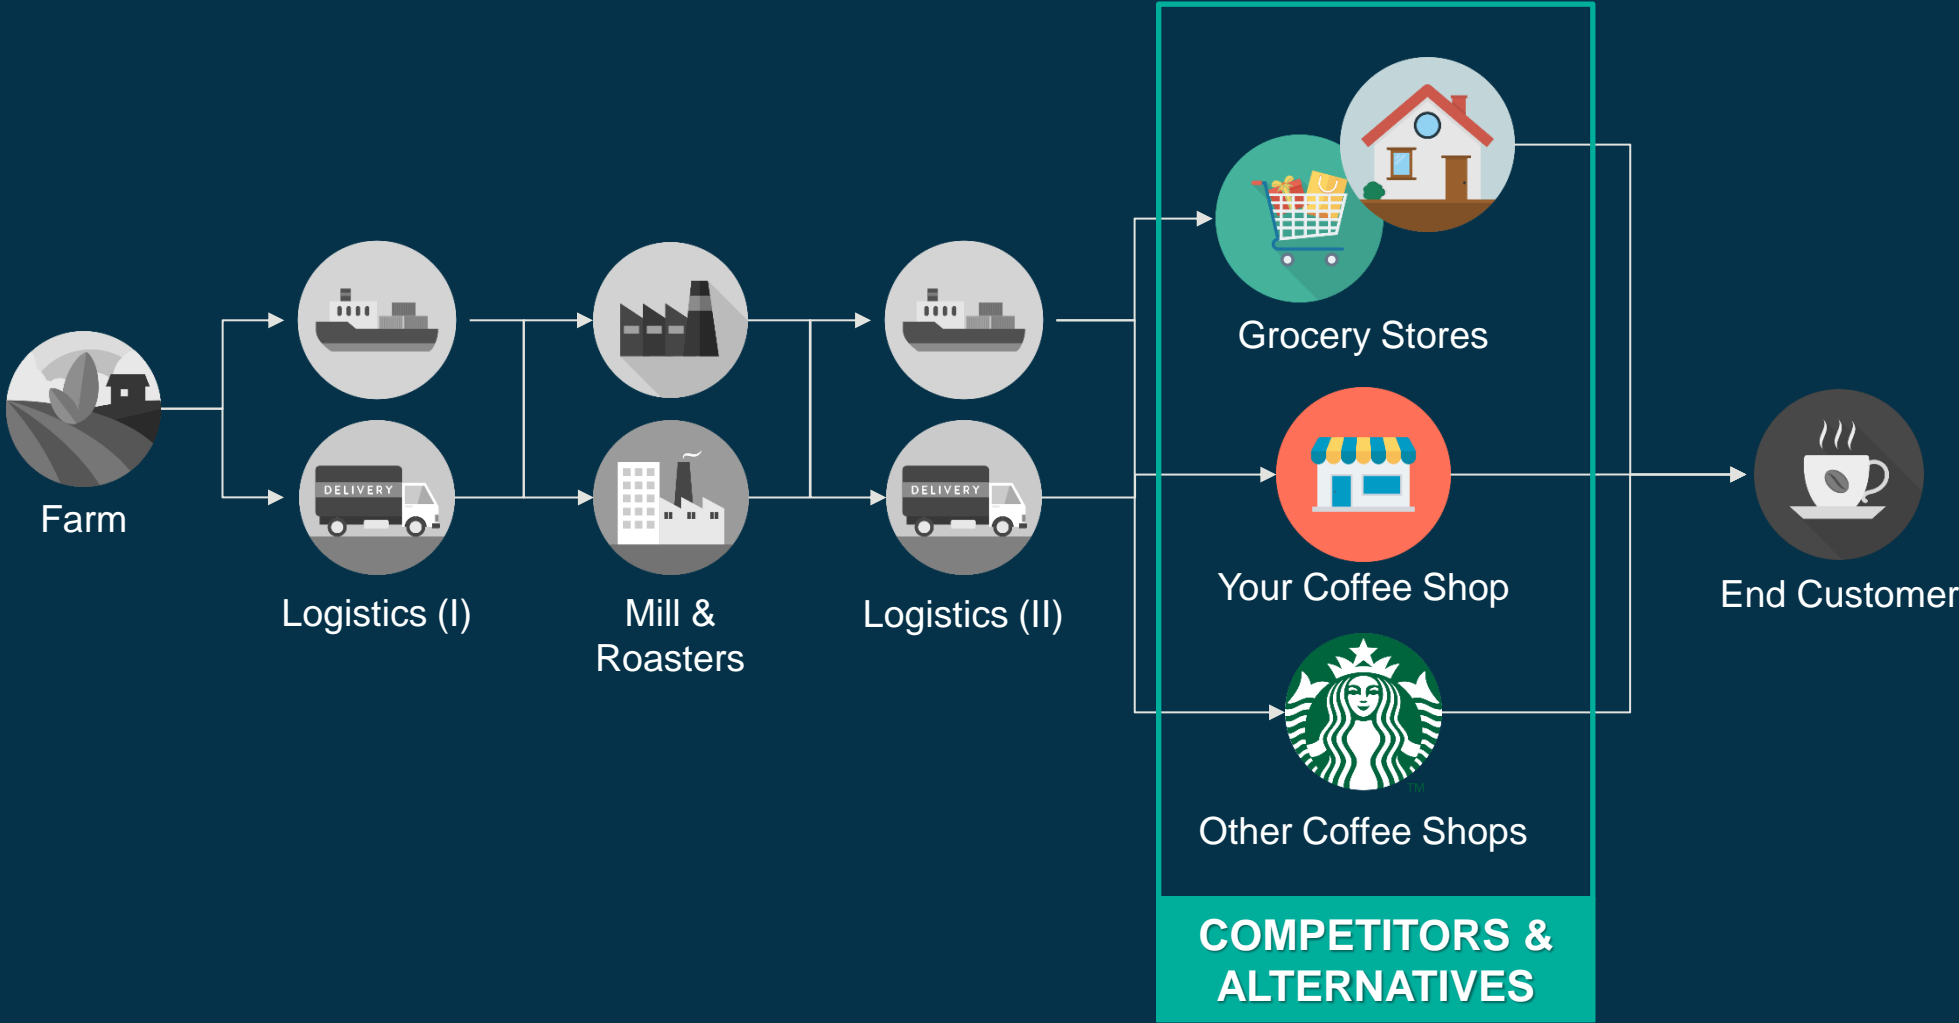 Farm
DELIVERY
Logistics (I)
Mill &
Roasters
DELIVERY
Logistics (II)
Grocery Stores
Your Coffee Shop
TM
Other Coffee Shops
COMPETITORS &
ALTERNATIVES
End Customer